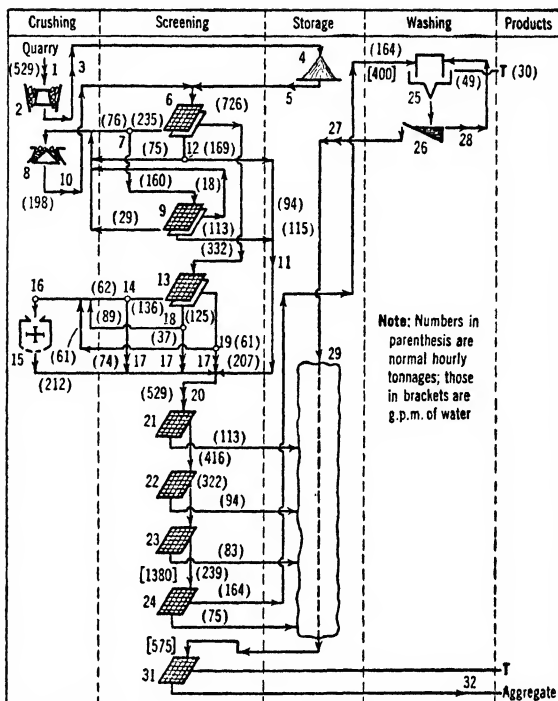 Crushing Screening Storage Washing Products
Quarry
(529) 1 3 4 (164)
[400] T (30)
2 5 (49)
6 (726) 25
(76) (235)
7 12 (169) 27 26 28
8 (75)
10 (160) (18)
(198) 9 (94)
(29) (113) (115)
(332) 11
13
16 (62) 14
(136) (125)
(89) 18
15 (61) (37) 19 (61)
(74) 17 17 17 (207)
(212)
Note: Numbers in
parenthesis are
normal hourly
tonnages; those
in brackets are
g.p.m. of water
29
(529) 20
21
(113)
(416)
22 (322)
(94)
23
(83)
(239)
[1380] (164)
24
(75)
[575]
31 T
32
Aggregate